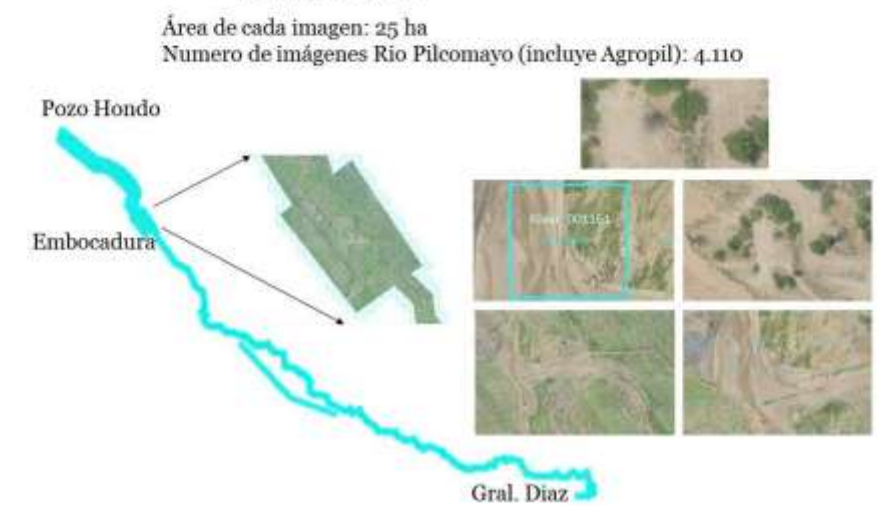 Área de cada imagen: 25 ha
Numero de imágenes Rio Pilcomayo (incluye Agropil): 4.110
Pozo Hondo
Embocadura
Gral. Diaz